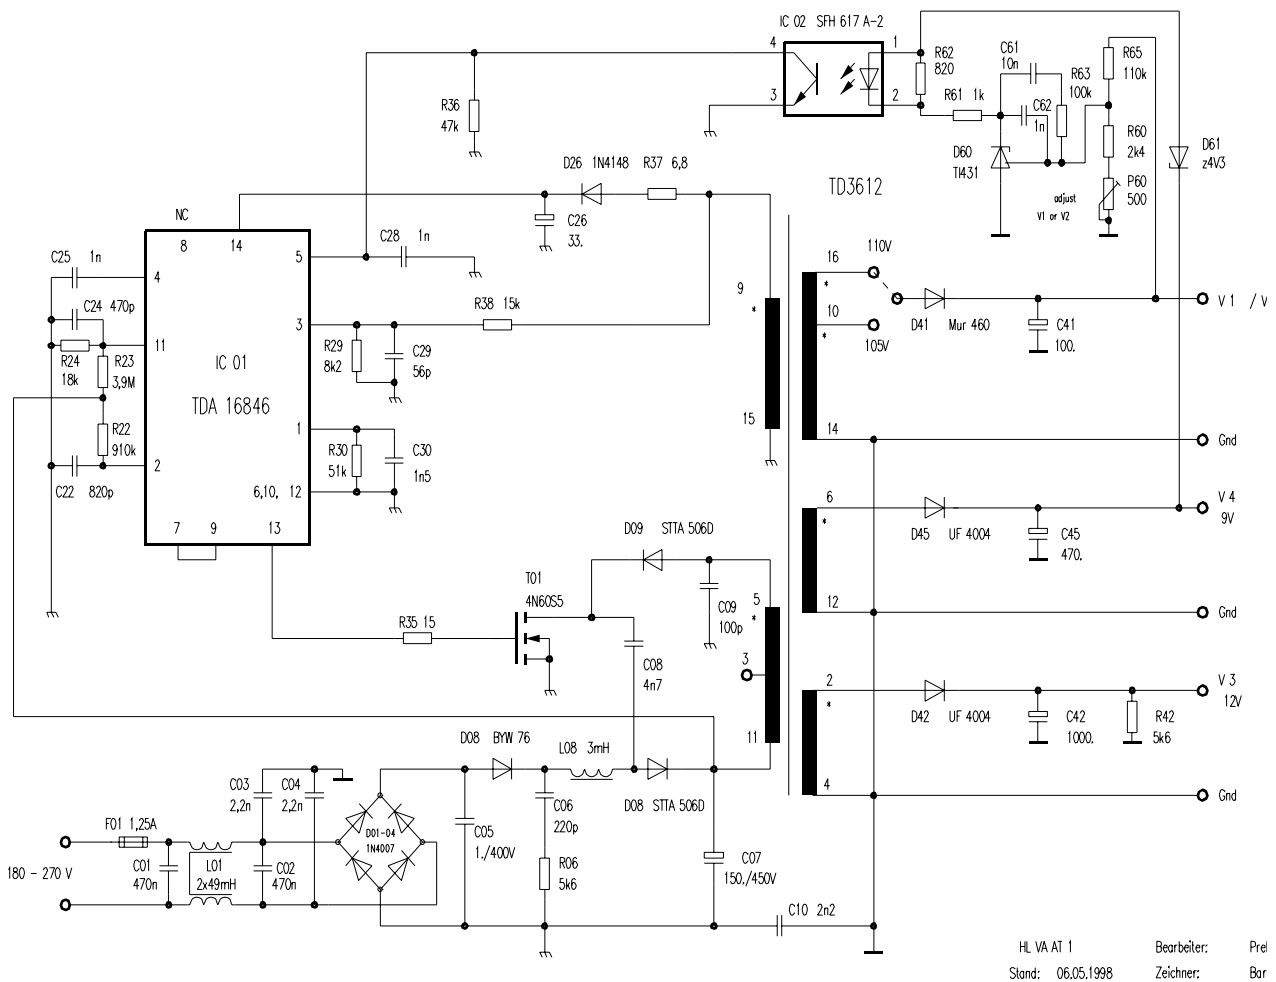 IC 02 SFH 617 A-2
4
1
3
2
R36
47k
R62
820
C61
10n
R63
100k
R65
110k
R61 1k
C62
1n
R60
2k4
D60
Tl431
P60
500
adjust
V1 or V2
D61
z4V3
D26 1N4148
R37 6,8
TD3612
C26
33.
NC
8
14
5
C28 1n
C25 1n
4
C24 470p
11
R24
18k
R23
3,9M
R22
910k
2
C22 820p
IC 01
TDA 16846
3
R38 15k
R29
8k2
C29
56p
1
R30
51k
C30
1n5
6,10, 12
7
9
13
9
*
15
16
*
10
*
14
110V
105V
D41 Mur 460
C41
100.
V 1 / V
Gnd
6
*
12
D45 UF 4004
C45
470.
V 4
9V
Gnd
D09 STTA 506D
T01
4N60S5
R35 15
C09
100p
C08
4n7
5
*
3
11
2
*
4
D42 UF 4004
C42
1000.
R42
5k6
V 3
12V
Gnd
D08 BYW 76
L08 3mH
D08 STTA 506D
C03
2,2n
C04
2,2n
F01 1,25A
180 - 270 V
C01
470n
L01
2x49mH
C02
470n
D01-04
1N4007
C05
1./400V
C06
220p
R06
5k6
C07
150./450V
C10 2n2
HL VA AT 1
Bearbeiter: Prel
Stand: 06.05.1998
Zeichner: Bar